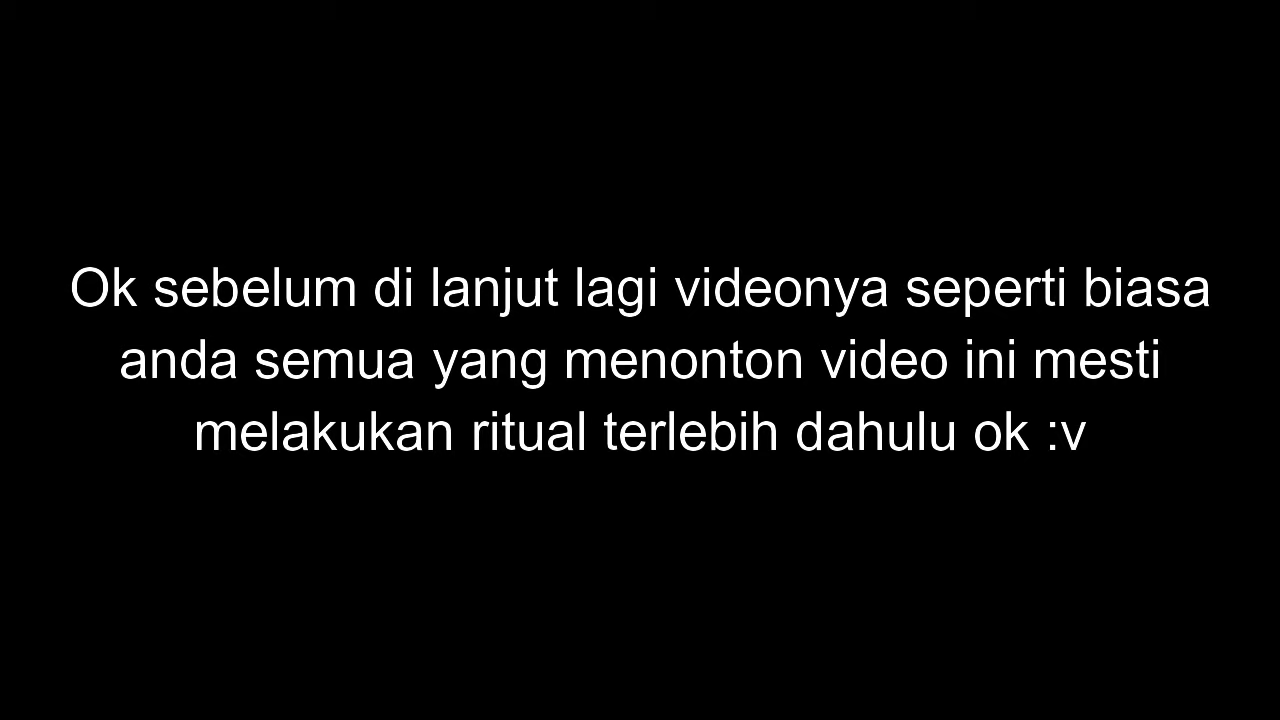 Ok sebelum di lanjut lagi videonya seperti biasa
anda semua yang menonton video ini mesti
melakukan ritual terlebih dahulu ok :v